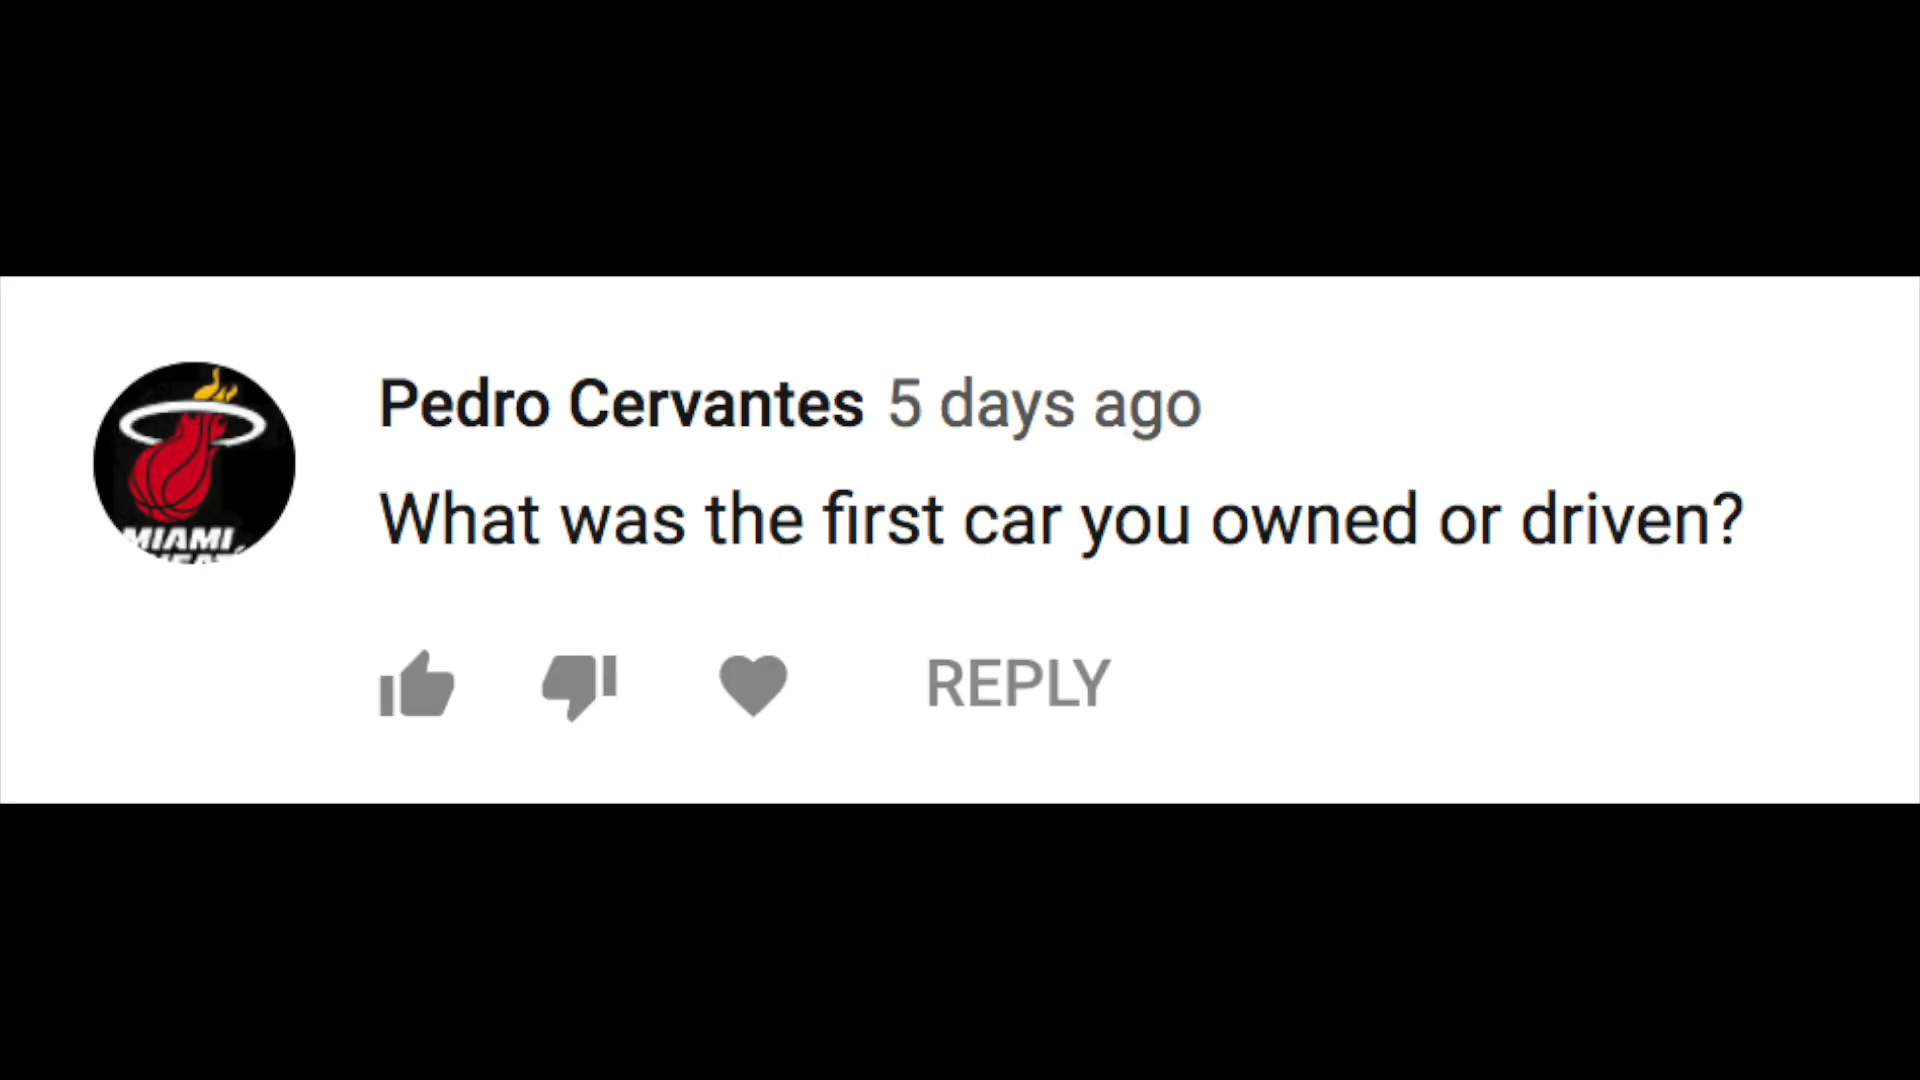 Pedro Cervantes 5 days ago
What was the first car you owned or driven?
MIAMI
REPLY